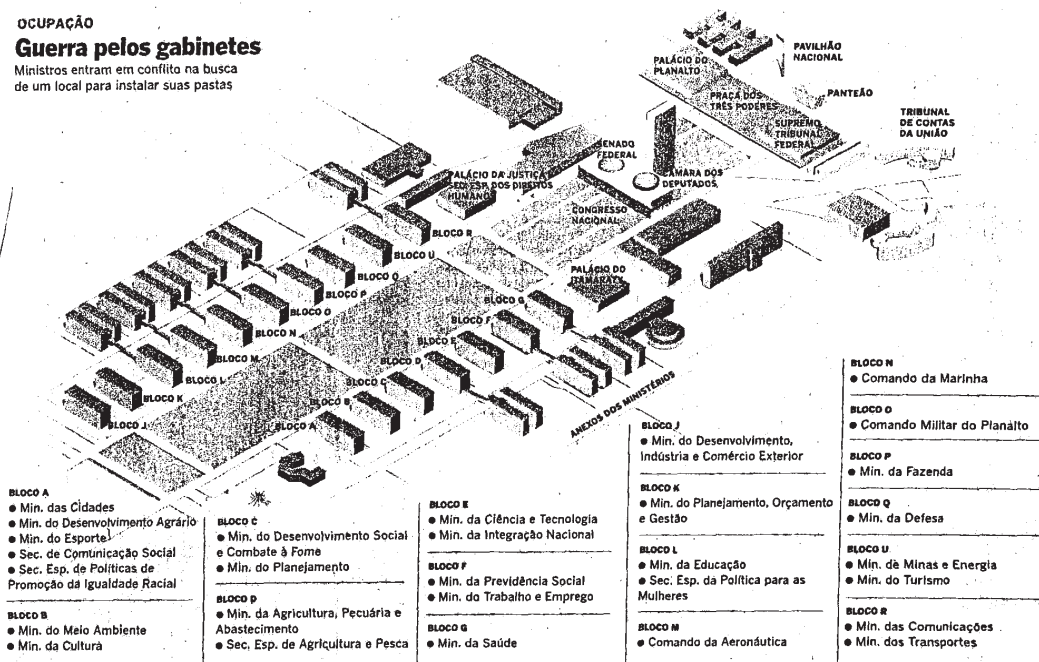 OCUPAÇÃO
Guerra pelos gabinetes
Ministros entram em conflito na busca
de um local para instalar suas pastas
PAVILHÃO
NACIONAL
PALÁCIO DO
PLANALTO
PANTEÃO
PRAÇA DOS
TRÊS PODERES
SUPREMO
TRIBUNAL
FEDERAL
TRIBUNAL
DE CONTAS
DA UNIÃO
SENADO
FEDERAL
CÂMARA DOS
DEPUTADOS
PALÁCIO DA JUSTIÇA
SEC. ESP. DOS DIREITOS
HUMANOS
CONGRESSO
NACIONAL
PALÁCIO DO
ITAMARATY
BLOCO R
BLOCO U
BLOCO Q
BLOCO P
BLOCO O
BLOCO N
BLOCO M
BLOCO L
BLOCO K
BLOCO J
BLOCO G
BLOCO F
BLOCO E
BLOCO D
BLOCO C
BLOCO B
BLOCO A
ANEXOS DOS MINISTÉRIOS
BLOCO A
● Min. das Cidades
● Min. do Desenvolvimento Agrário
● Min. do Esporte
● Sec. de Comunicação Social
● Sec. Esp. de Políticas de
Promoção da Igualdade Racial
BLOCO B
● Min. do Meio Ambiente
● Min. da Cultura
BLOCO C
● Min. do Desenvolvimento Social
e Combate à Fome
● Min. do Planejamento
BLOCO D
● Min. da Agricultura, Pecuária e
Abastecimento
● Sec. Esp. de Agricultura e Pesca
BLOCO E
● Min. da Ciência e Tecnologia
● Min. da Integração Nacional
BLOCO F
● Min. da Previdência Social
● Min. do Trabalho e Emprego
BLOCO G
● Min. da Saúde
BLOCO J
● Min. do Desenvolvimento,
Indústria e Comércio Exterior
BLOCO K
● Min. do Planejamento, Orçamento
e Gestão
BLOCO L
● Min. da Educação
● Sec. Esp. da Política para as
Mulheres
BLOCO M
● Comando da Aeronáutica
BLOCO N
● Comando da Marinha
BLOCO O
● Comando Militar do Planalto
BLOCO P
● Min. da Fazenda
BLOCO Q
● Min. da Defesa
BLOCO U
● Min. de Minas e Energia
● Min. do Turismo
BLOCO R
● Min. das Comunicações
● Min. dos Transportes